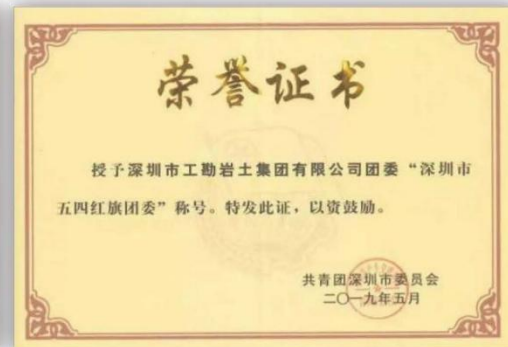 荣誉证书
授予深圳市工勘岩土集团有限公司团委“深圳市
五四红旗团委”称号。特发此证，以资鼓励。
共青团深圳市委员会
二〇一九年五月